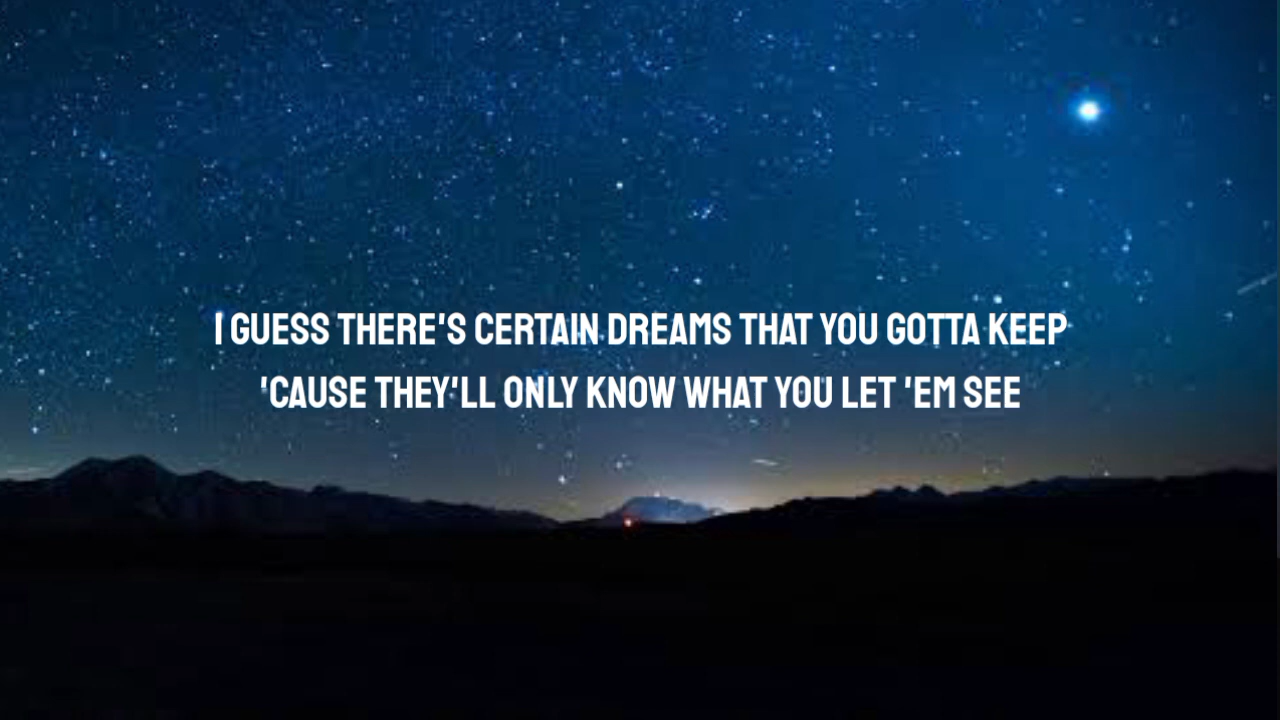 I GUESS THERE'S CERTAIN DREAMS THAT YOU GOTTA KEEP
'CAUSE THEY'LL ONLY KNOW WHAT YOU LET 'EM SEE